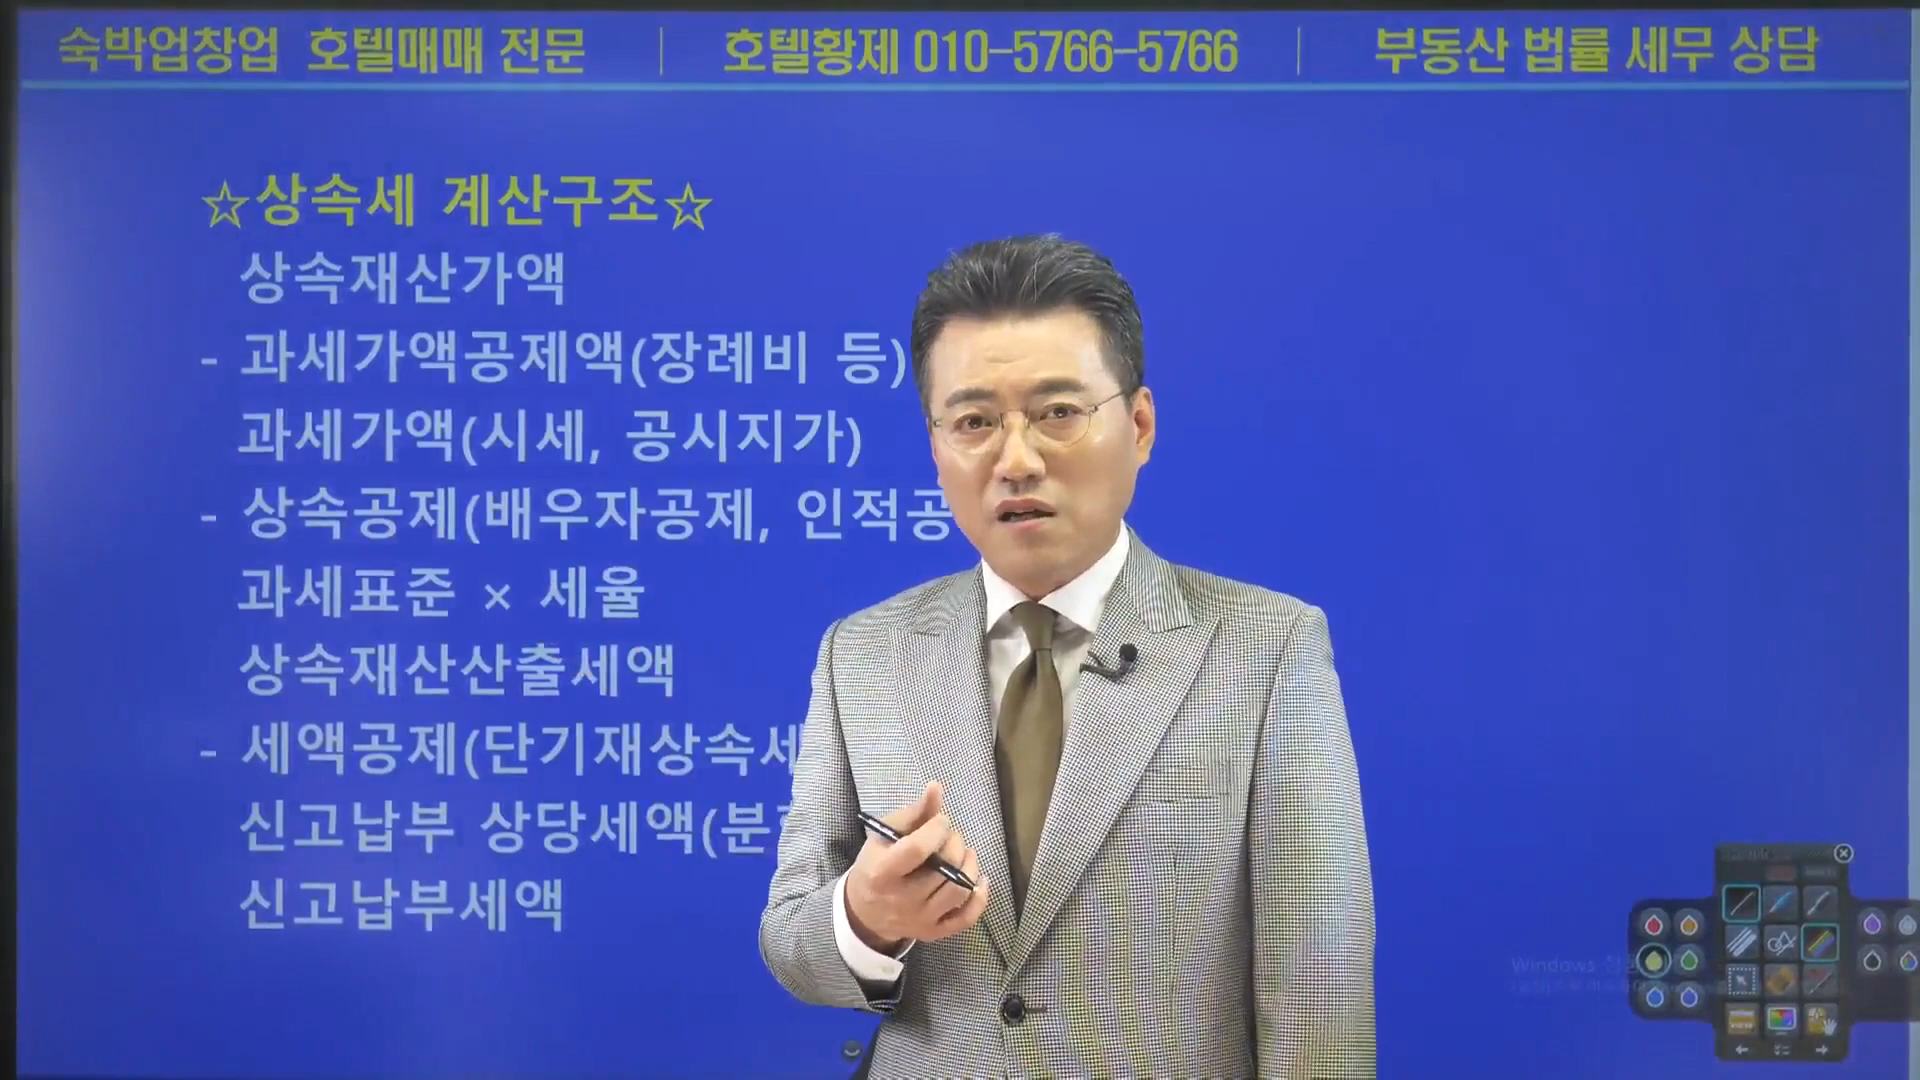 숙박업창업 호텔매매 전문 | 호텔황제 010-5766-5766 | 부동산 법률 세무 상담
☆상속세 계산구조☆
상속재산가액
- 과세가액공제액(장례비 등)
과세가액(시세, 공시지가)
- 상속공제(배우자공제, 인적공
과세표준 × 세율
상속재산산출세액
- 세액공제(단기재상속세
신고납부 상당세액(분할
신고납부세액
Windows